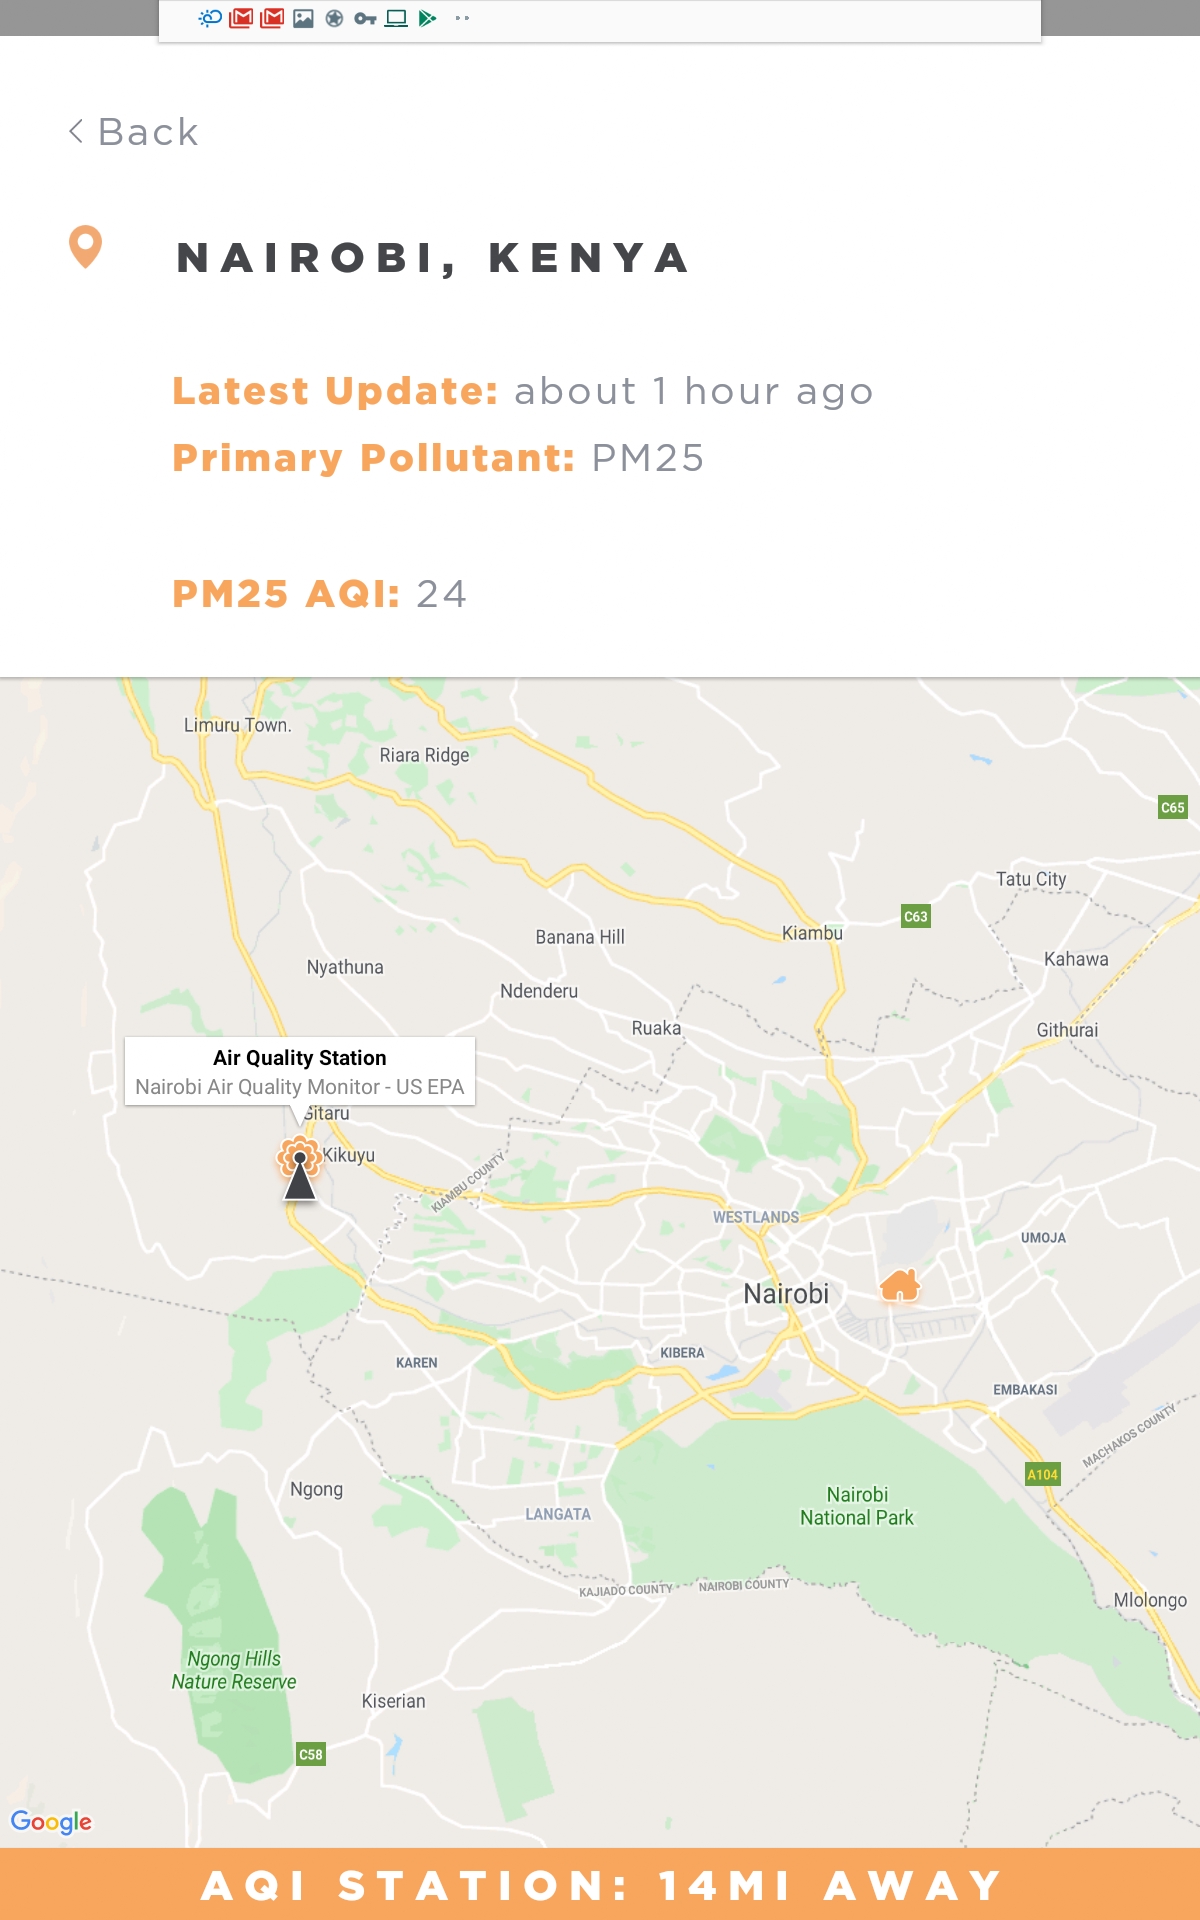 Back
NAIROBI, KENYA
Latest Update: about 1 hour ago
Primary Pollutant: PM25
PM25 AQI: 24
Limuru Town.
Riara Ridge
C65
Tatu City
C63
Kiambu
Banana Hill
Kahawa
Nyathuna
Ndenderu
Ruaka
Githurai
Air Quality Station
Nairobi Air Quality Monitor - US EPA
Gitaru
Kikuyu
KIAMBU COUNTY
WESTLANDS
UMOJA
Nairobi
KIBERA
KAREN
EMBAKASI
MACHAKOS COUNTY
A104
Ngong
Nairobi
National Park
LANGATA
KAJIADO COUNTY
NAIROBI COUNTY
Mlolongo
Ngong Hills
Nature Reserve
Kiserian
C58
Google
AQI STATION: 14MI AWAY